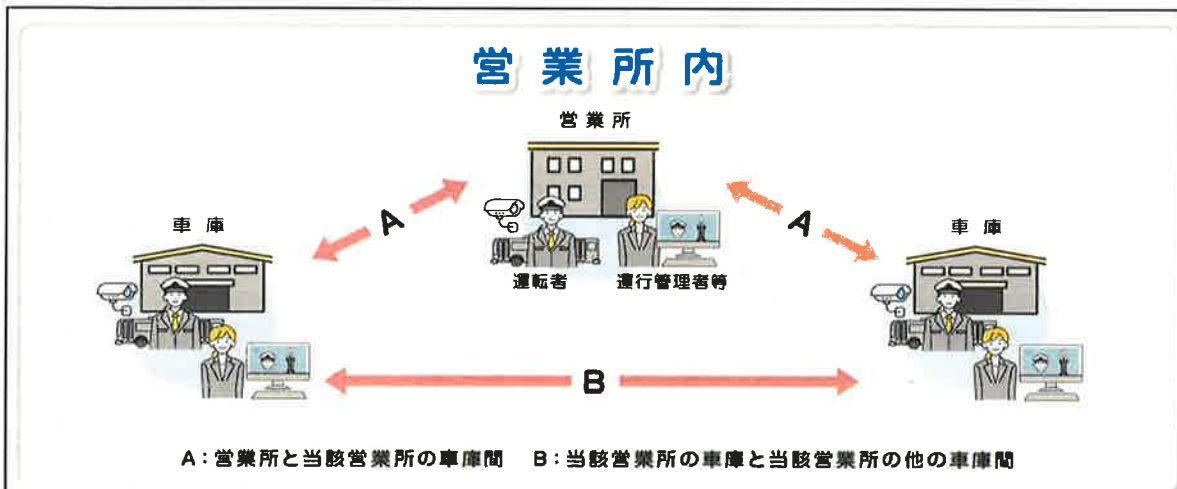 営業所内
営業所
A
A
車庫
車庫
運転者
運行管理者等
B
A：営業所と当該営業所の車庫間　B：当該営業所の車庫と当該営業所の他の車庫間